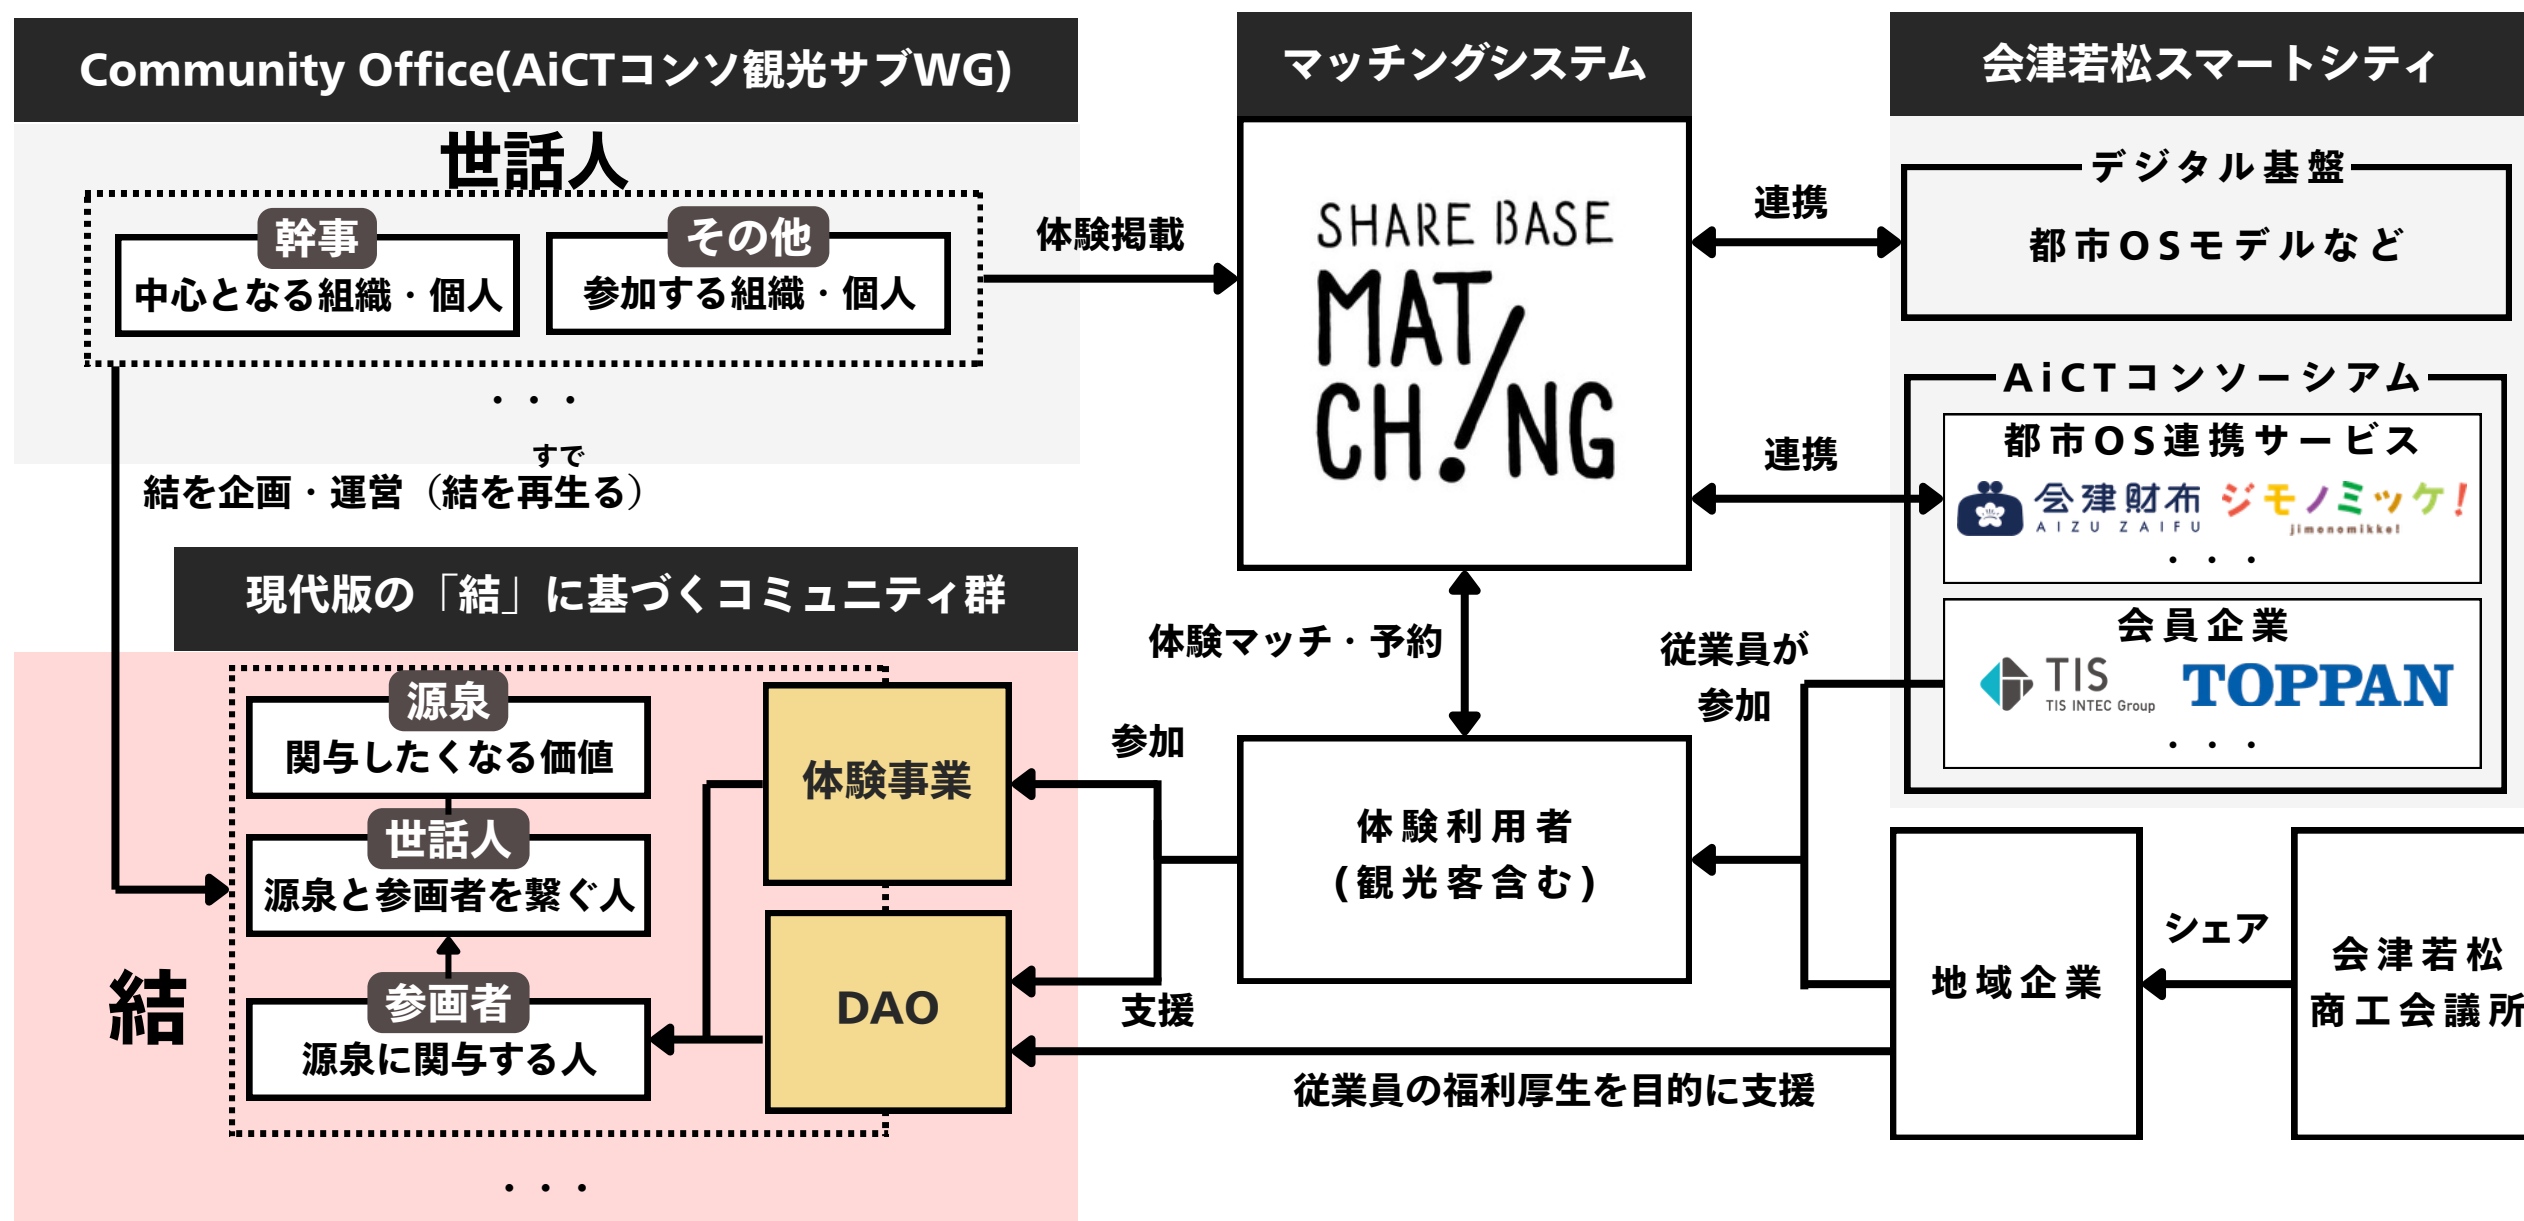 Community Office(AiCTコンソ観光サブWG)
世話人
幹事
中心となる組織・個人
その他
参加する組織・個人
・・・
体験掲載
すで
結を企画・運営（結を再生る）
マッチングシステム
SHARE BASE
MAT
CH!NG
連携
連携
会津若松スマートシティ
デジタル基盤
都市OSモデルなど
AiCTコンソーシアム
都市OS連携サービス
会津財布
AIZU ZAIFU
ジモノミッケ！
jimonomikke!
・・・
会員企業
TIS
TIS INTEC Group
TOPPAN
・・・
現代版の「結」に基づくコミュニティ群
結
源泉
関与したくなる価値
世話人
源泉と参画者を繋ぐ人
参画者
源泉に関与する人
・・・
体験事業
DAO
参加
支援
体験マッチ・予約
体験利用者
(観光客含む)
従業員が
参加
従業員の福利厚生を目的に支援
地域企業
シェア
会津若松
商工会議所